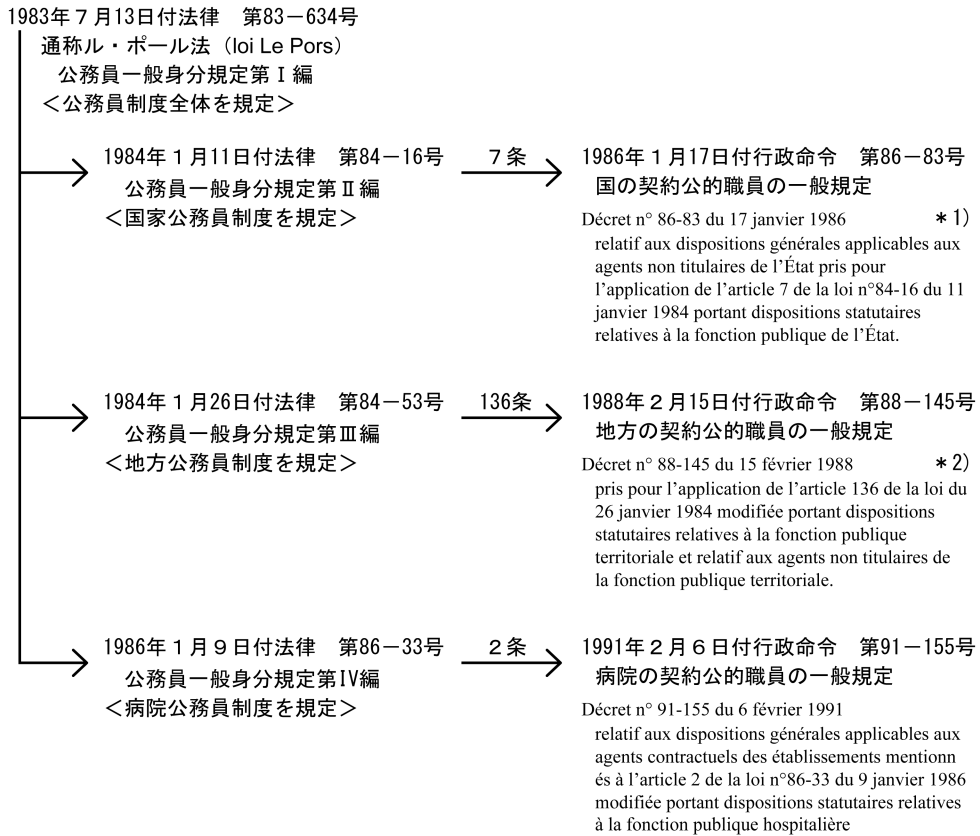 1983年７月13日付法律　第83－634号
通称ル・ポール法（loi Le Pors）
公務員一般身分規定第Ⅰ編
＜公務員制度全体を規定＞
1984年１月11日付法律　第84－16号
公務員一般身分規定第Ⅱ編
＜国家公務員制度を規定＞
７条
1986年１月17日付行政命令　第86－83号
国の契約公的職員の一般規定
Décret n° 86-83 du 17 janvier 1986　＊1)
relatif aux dispositions générales applicables aux
agents non titulaires de l’État pris pour
l’application de l’article 7 de la loi n°84-16 du 11
janvier 1984 portant dispositions statutaires
relatives à la fonction publique de l’État.
1984年１月26日付法律　第84－53号
公務員一般身分規定第Ⅲ編
＜地方公務員制度を規定＞
136条
1988年２月15日付行政命令　第88－145号
地方の契約公的職員の一般規定
Décret n° 88-145 du 15 février 1988　＊2)
pris pour l’application de l’article 136 de la loi du
26 janvier 1984 modifiée portant dispositions
statutaires relatives à la fonction publique
territoriale et relatif aux agents non titulaires de
la fonction publique territoriale.
1986年１月９日付法律　第86－33号
公務員一般身分規定第Ⅳ編
＜病院公務員制度を規定＞
２条
1991年２月６日付行政命令　第91－155号
病院の契約公的職員の一般規定
Décret n° 91-155 du 6 février 1991
relatif aux dispositions générales applicables aux
agents contractuels des établissements mentionn
és à l’article 2 de la loi n°86-33 du 9 janvier 1986
modifiée portant dispositions statutaires relatives
à la fonction publique hospitalière